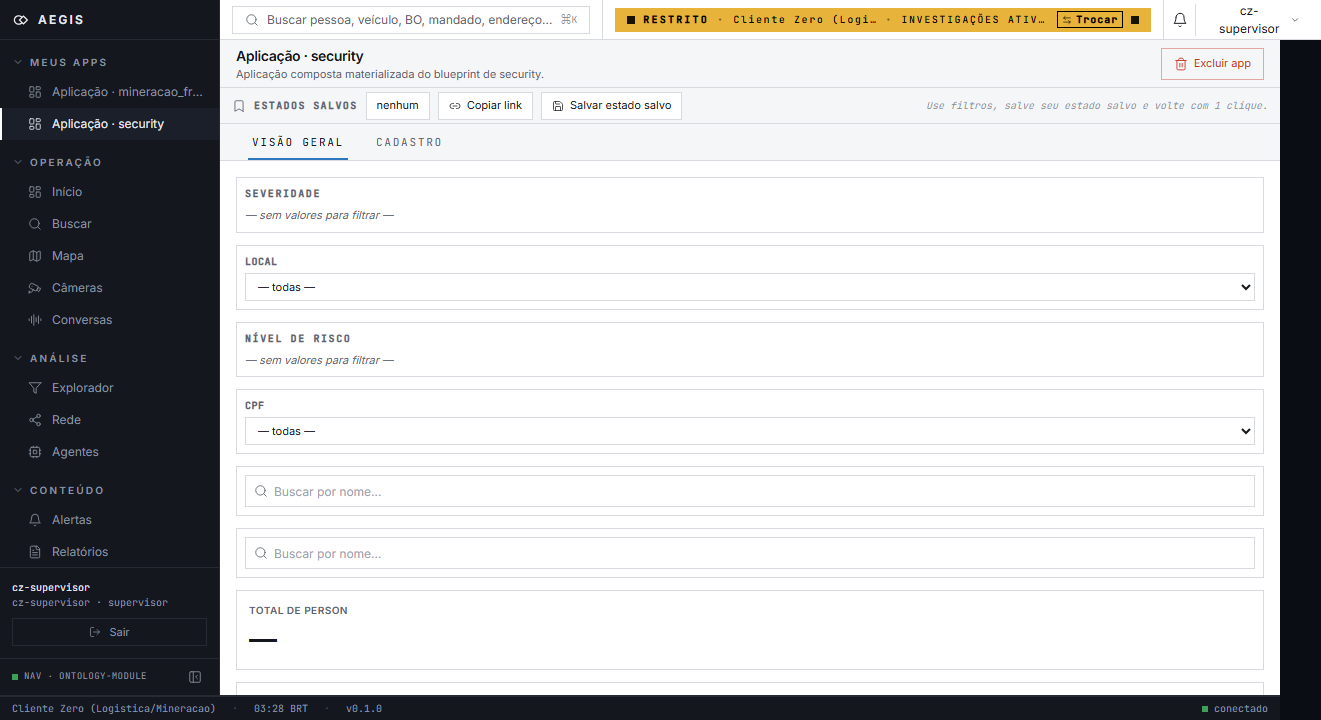 AEGIS
Buscar pessoa, veículo, BO, mandado, endereço... ⌘K
RESTRITO · Cliente Zero (Logi… · INVESTIGAÇÕES ATIV… Trocar
cz-supervisor
MEUS APPS
Aplicação · mineracao_fr...
Aplicação · security
OPERAÇÃO
Início
Buscar
Mapa
Câmeras
Conversas
ANÁLISE
Explorador
Rede
Agentes
CONTEÚDO
Alertas
Relatórios
cz-supervisor
cz-supervisor · supervisor
Sair
NAV · ONTOLOGY-MODULE
Aplicação · security
Aplicação composta materializada do blueprint de security.
Excluir app
ESTADOS SALVOS nenhum Copiar link Salvar estado salvo Use filtros, salve seu estado salvo e volte com 1 clique.
VISÃO GERAL CADASTRO
SEVERIDADE
— sem valores para filtrar —
LOCAL
— todas —
NÍVEL DE RISCO
— sem valores para filtrar —
CPF
— todas —
Buscar por nome...
Buscar por nome...
TOTAL DE PERSON
—
Cliente Zero (Logistica/Mineracao) · 03:28 BRT · v0.1.0 conectado